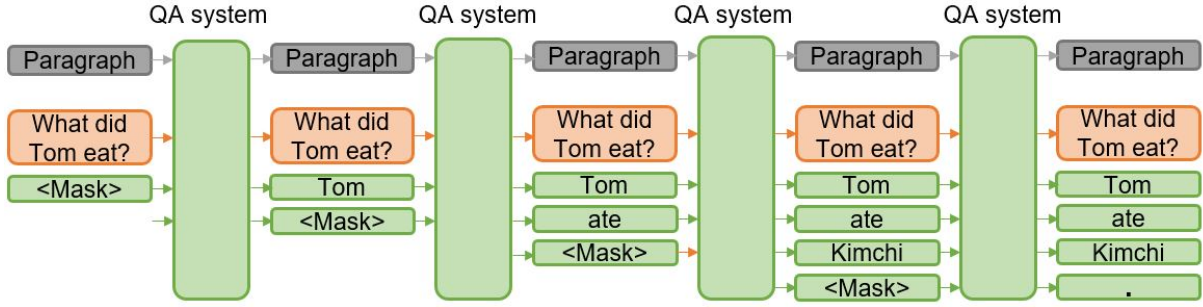 QA system QA system QA system QA system
Paragraph Paragraph Paragraph Paragraph Paragraph
What did What did What did What did What did
Tom eat? Tom eat? Tom eat? Tom eat? Tom eat?
<Mask> Tom Tom Tom Tom
<Mask> ate ate ate
<Mask> Kimchi Kimchi
<Mask> .